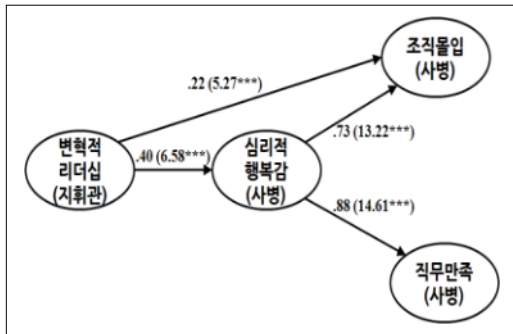 조직몰입
(사병)
.22 (5.27***)
.73 (13.22***)
변혁적
리더십
(지휘관)
.40 (6.58***)
심리적
행복감
(사병)
.88 (14.61***)
직무만족
(사병)